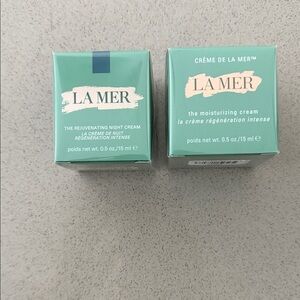 LA MER
THE REJUVENATING NIGHT CREAM
LA CRÈME DE NUIT
RÉGÉNÉRATION INTENSE
poids net wt. 0.5 oz/15 ml ℮
CRÈME DE LA MER™
LA MER
the moisturizing cream
la crème régénération intense
poids net wt. 0.5 oz/15 ml ℮